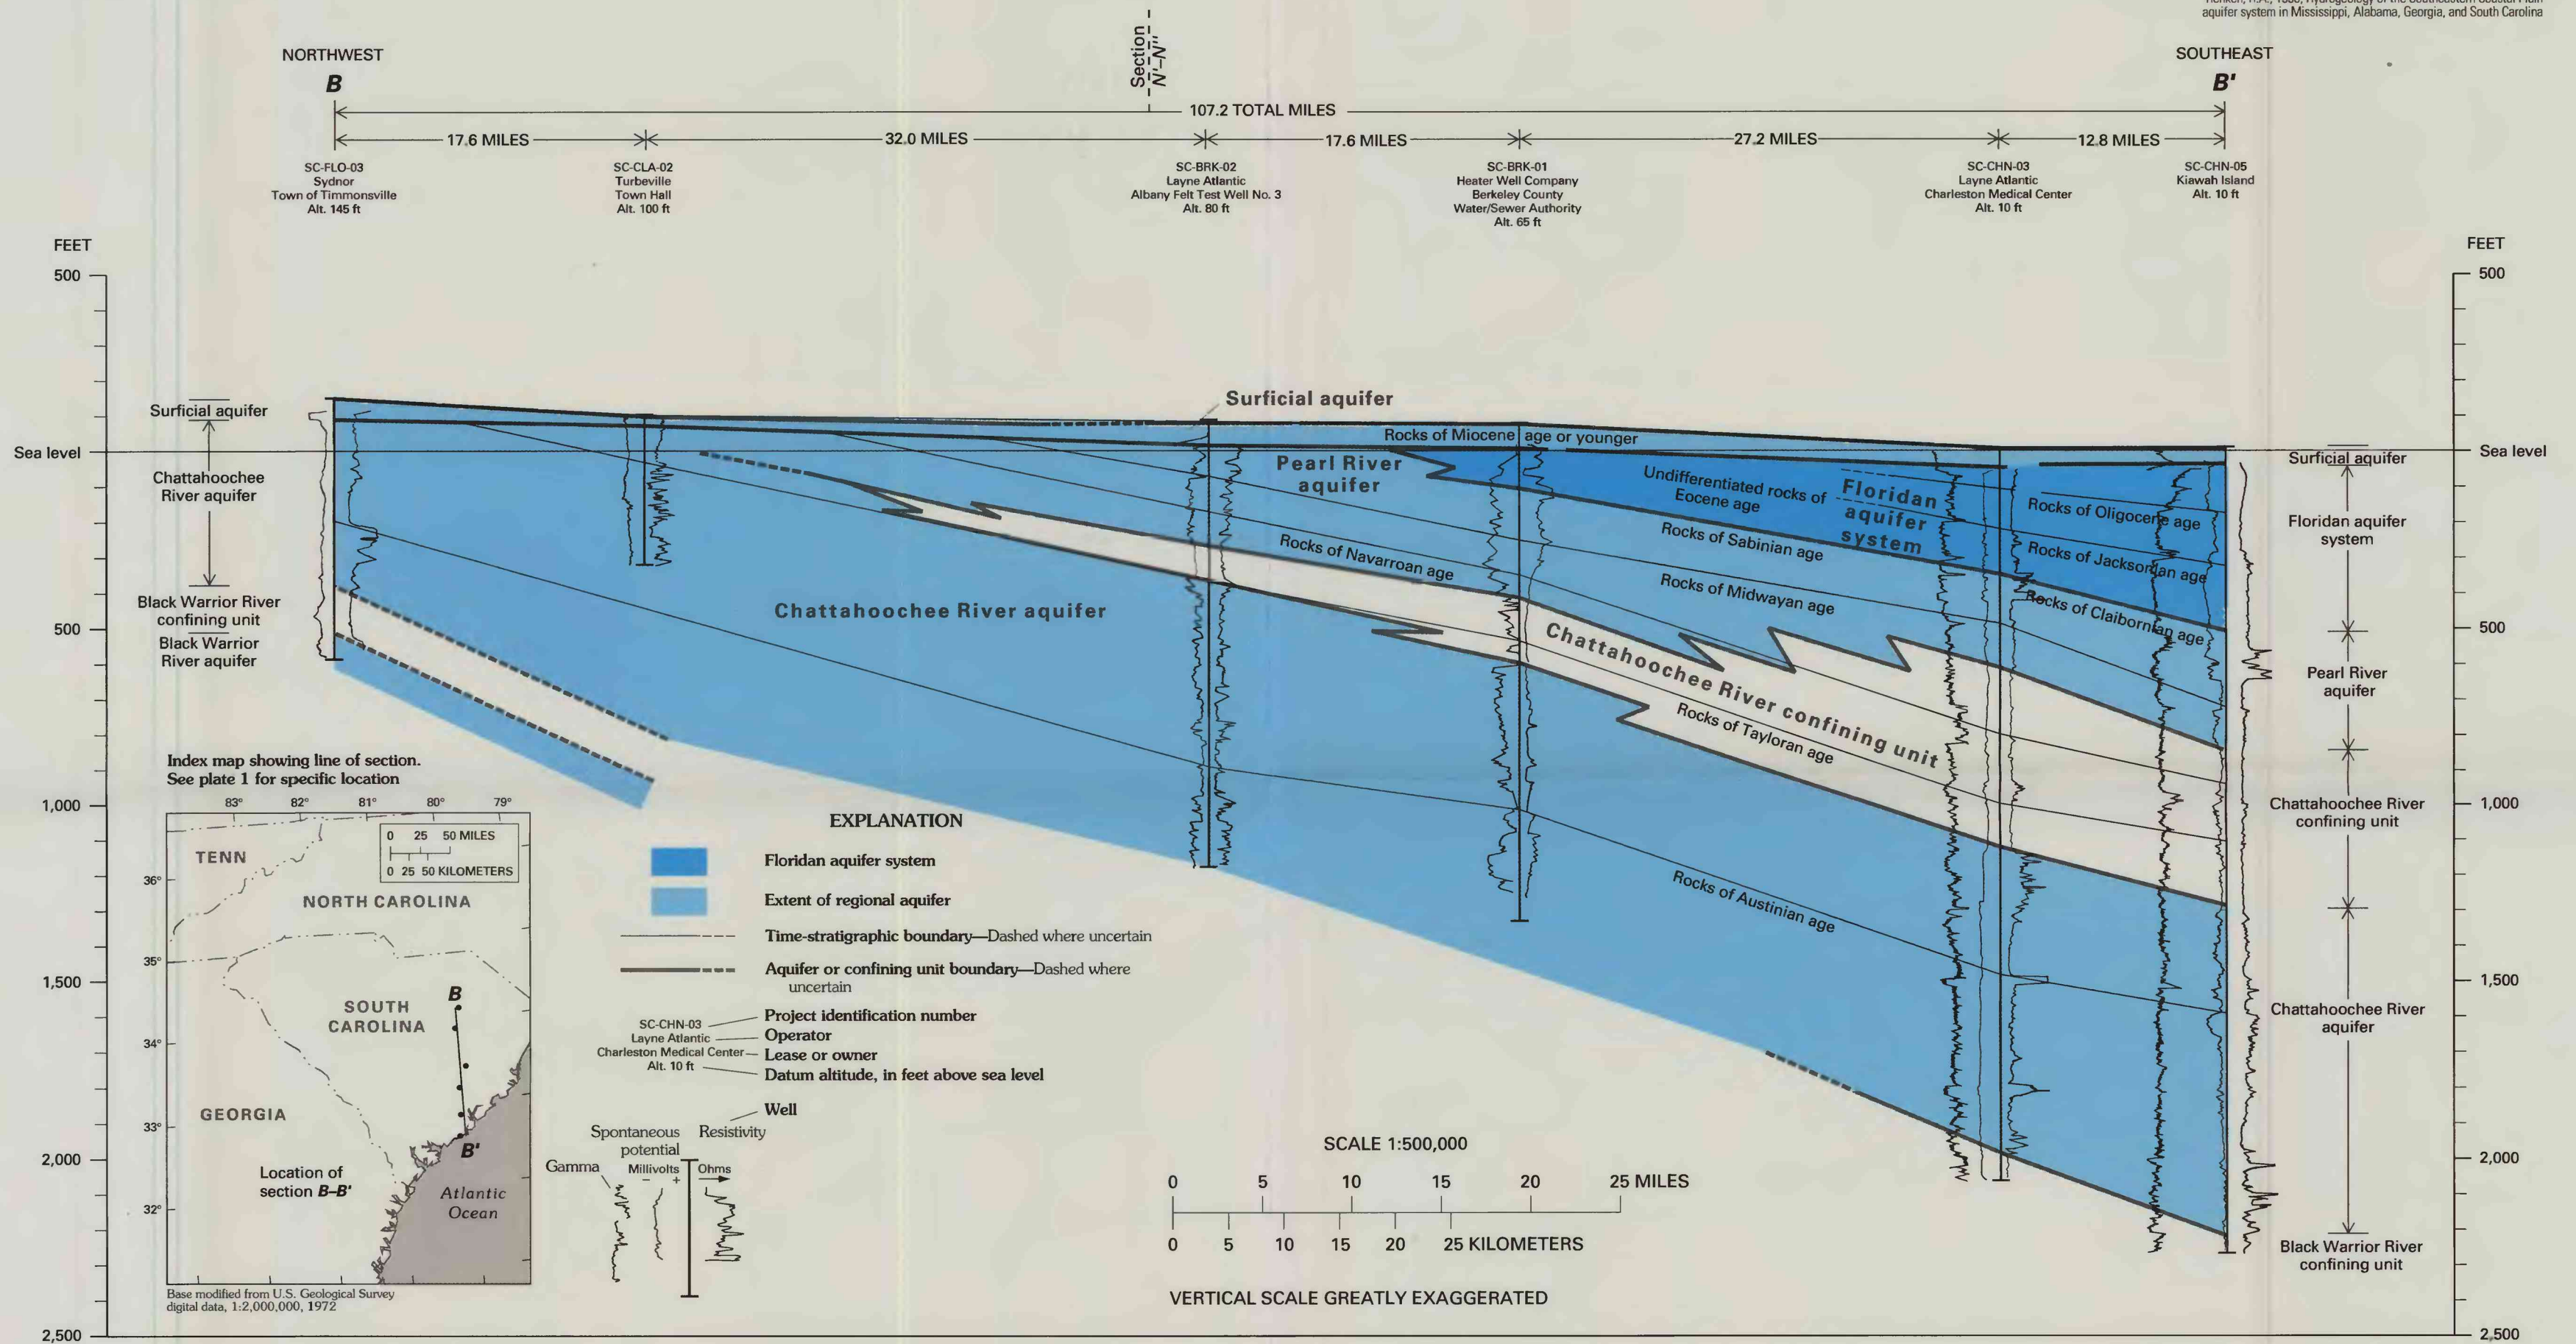 aquifer system in Mississippi, Alabama, Georgia, and South Carolina
NORTHWEST
B
Section
N'–N''
SOUTHEAST
B'
107.2 TOTAL MILES
17.6 MILES
32.0 MILES
17.6 MILES
27.2 MILES
12.8 MILES
SC-FLO-03
Sydnor
Town of Timmonsville
Alt. 145 ft
SC-CLA-02
Turbeville
Town Hall
Alt. 100 ft
SC-BRK-02
Layne Atlantic
Albany Felt Test Well No. 3
Alt. 80 ft
SC-BRK-01
Heater Well Company
Berkeley County
Water/Sewer Authority
Alt. 65 ft
SC-CHN-03
Layne Atlantic
Charleston Medical Center
Alt. 10 ft
SC-CHN-05
Kiawah Island
Alt. 10 ft
FEET
500
Sea level
500
1,000
1,500
2,000
2,500
FEET
500
Sea level
500
1,000
1,500
2,000
2,500
Surficial aquifer
Chattahoochee
River aquifer
Black Warrior River
confining unit
Black Warrior
River aquifer
Surficial aquifer
Rocks of Miocene age or younger
Pearl River
aquifer
Undifferentiated rocks of
Eocene age
Floridan
aquifer
system
Rocks of Oligocene age
Rocks of Jacksonian age
Rocks of Claibornian age
Rocks of Sabinian age
Rocks of Midwayan age
Rocks of Navarroan age
Chattahoochee River aquifer
Chattahoochee River confining unit
Rocks of Tayloran age
Rocks of Austinian age
Surficial aquifer
Floridan aquifer
system
Pearl River
aquifer
Chattahoochee River
confining unit
Chattahoochee River
aquifer
Black Warrior River
confining unit
Index map showing line of section.
See plate 1 for specific location
83° 82° 81° 80° 79°
0 25 50 MILES
0 25 50 KILOMETERS
TENN
36°
NORTH CAROLINA
35°
B
SOUTH
CAROLINA
34°
GEORGIA
33°
B'
Location of
section B–B'
Atlantic
Ocean
32°
Base modified from U.S. Geological Survey
digital data, 1:2,000,000, 1972
EXPLANATION
Floridan aquifer system
Extent of regional aquifer
Time-stratigraphic boundary—Dashed where uncertain
Aquifer or confining unit boundary—Dashed where
uncertain
SC-CHN-03
Layne Atlantic
Charleston Medical Center
Alt. 10 ft
Project identification number
Operator
Lease or owner
Datum altitude, in feet above sea level
Well
Spontaneous
potential
Resistivity
Gamma
Millivolts
– +
Ohms
SCALE 1:500,000
0 5 10 15 20 25 MILES
0 5 10 15 20 25 KILOMETERS
VERTICAL SCALE GREATLY EXAGGERATED